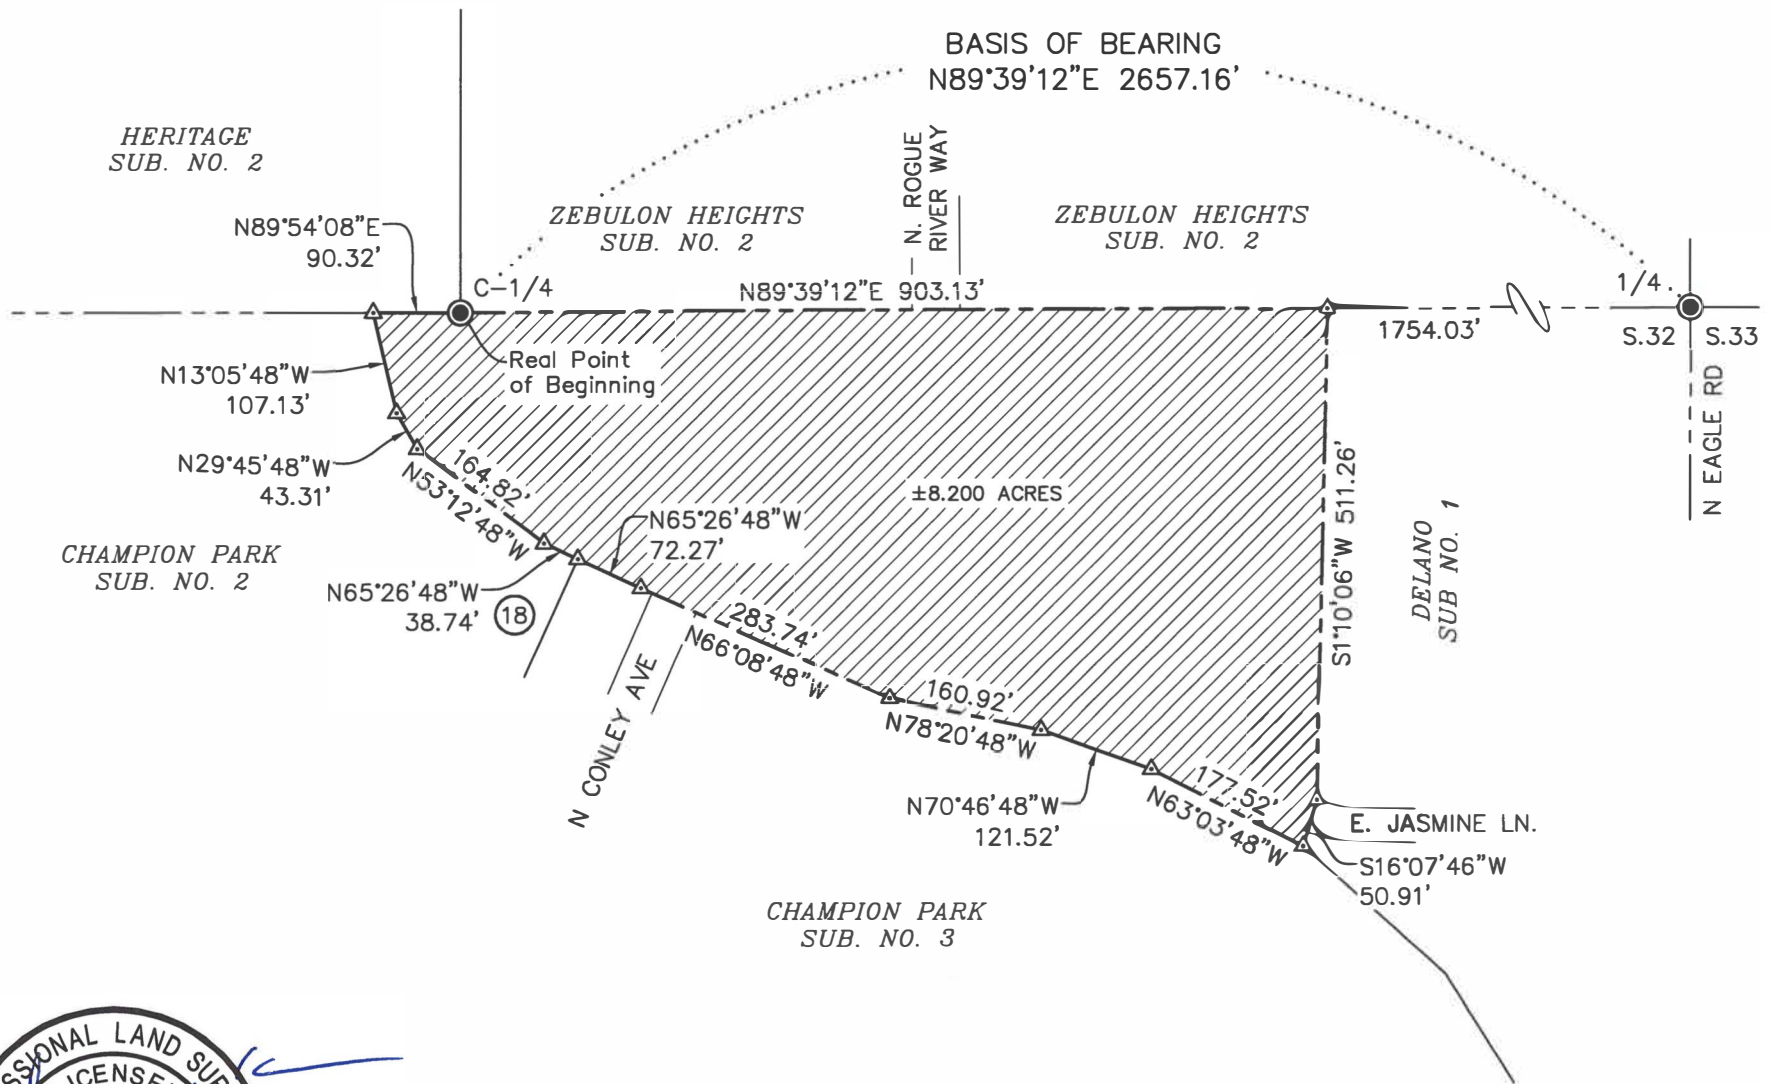 BASIS OF BEARING
N89°39'12"E 2657.16'
HERITAGE
SUB. NO. 2
N. ROGUE
RIVER WAY
ZEBULON HEIGHTS
SUB. NO. 2
ZEBULON HEIGHTS
SUB. NO. 2
N89°54'08"E
90.32'
C-1/4
N89°39'12"E 903.13'
1/4
1754.03'
S.32
S.33
Real Point
of Beginning
N13°05'48"W
107.13'
N EAGLE RD
N29°45'48"W
43.31'
164.82'
N53°12'48"W
±8.200 ACRES
S1°10'06"W 511.26'
DELANO
SUB NO. 1
N65°26'48"W
72.27'
CHAMPION PARK
SUB. NO. 2
N65°26'48"W
38.74'
18
283.74'
N66°08'48"W
N CONLEY AVE
160.92'
N78°20'48"W
N70°46'48"W
121.52'
177.52'
N63°03'48"W
E. JASMINE LN.
S16°07'46"W
50.91'
CHAMPION PARK
SUB. NO. 3
LAND